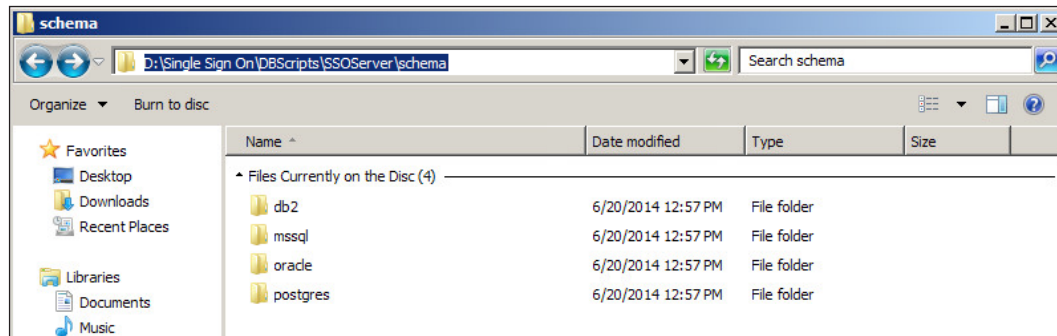 schema
D:\Single Sign On\DBScripts\SSOServer\schema
Search schema
Organize
Burn to disc
Favorites
Desktop
Downloads
Recent Places
Libraries
Documents
Music
Name Date modified Type Size
Files Currently on the Disc (4)
db2 6/20/2014 12:57 PM File folder
mssql 6/20/2014 12:57 PM File folder
oracle 6/20/2014 12:57 PM File folder
postgres 6/20/2014 12:57 PM File folder